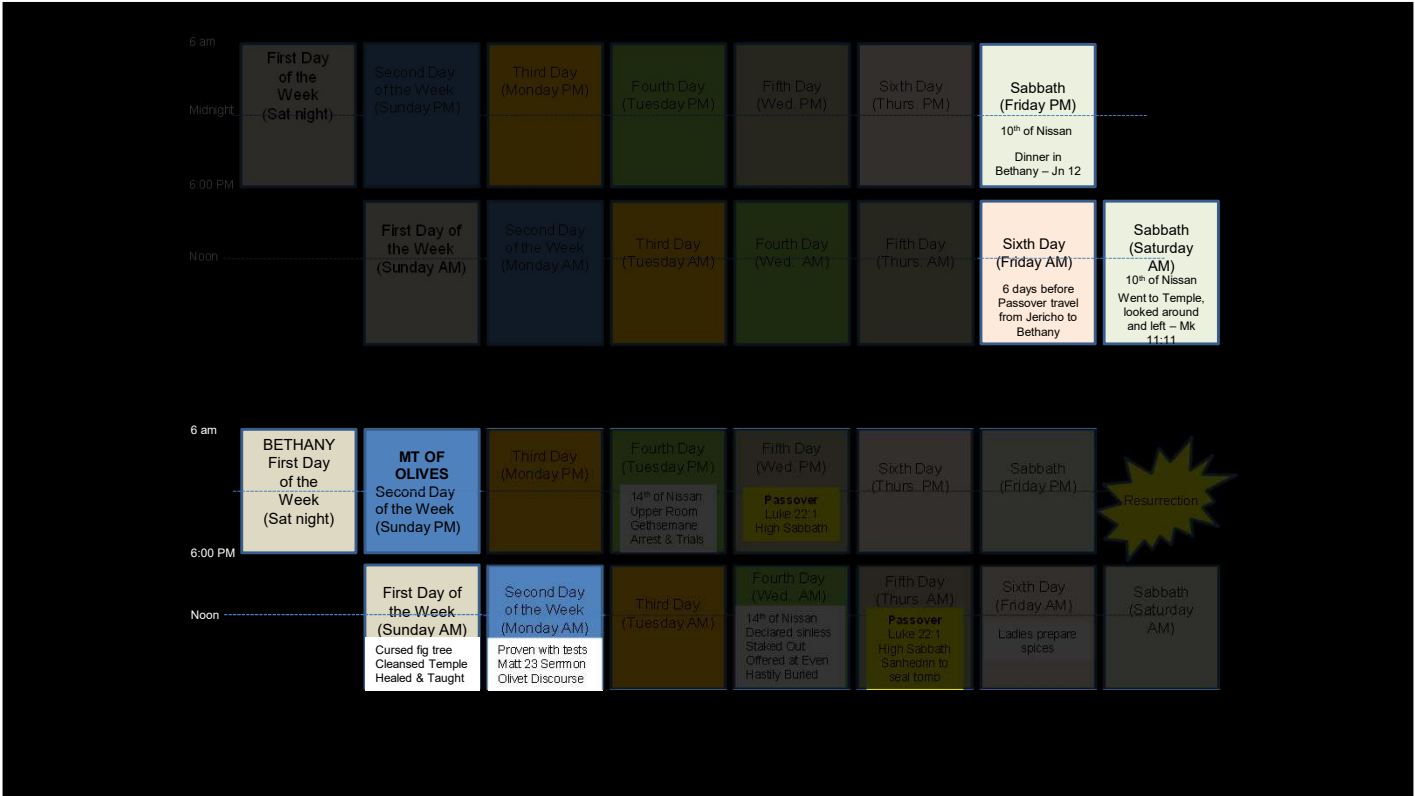 6 am
First Day
of the
Week
(Sat night)
Second Day
of the Week
(Sunday PM)
Third Day
(Monday PM)
Fourth Day
(Tuesday PM)
Fifth Day
(Wed. PM)
Sixth Day
(Thurs. PM)
Sabbath
(Friday PM)
10th of Nissan
Dinner in
Bethany – Jn 12
Midnight
6:00 PM
Noon
First Day of
the Week
(Sunday AM)
Second Day
of the Week
(Monday AM)
Third Day
(Tuesday AM)
Fourth Day
(Wed. AM)
Fifth Day
(Thurs. AM)
Sixth Day
(Friday AM)
6 days before
Passover travel
from Jericho to
Bethany
Sabbath
(Saturday
AM)
10th of Nissan
Went to Temple,
looked around
and left – Mk
11:11
6 am
BETHANY
First Day
of the
Week
(Sat night)
MT OF
OLIVES
Second Day
of the Week
(Sunday PM)
Third Day
(Monday PM)
Fourth Day
(Tuesday PM)
14th of Nissan
Upper Room
Gethsemane
Arrest & Trials
Fifth Day
(Wed. PM)
Passover
Luke 22:1
High Sabbath
Sixth Day
(Thurs. PM)
Sabbath
(Friday PM)
Resurrection
6:00 PM
Noon
First Day of
the Week
(Sunday AM)
Cursed fig tree
Cleansed Temple
Healed & Taught
Second Day
of the Week
(Monday AM)
Proven with tests
Matt 23 Serrmon
Olivet Discourse
Third Day
(Tuesday AM)
Fourth Day
(Wed. AM)
14th of Nissan
Declared sinless
Staked Out
Offered at Even
Hastily Buried
Fifth Day
(Thurs. AM)
Passover
Luke 22:1
High Sabbath
Sanhedrin to
seal tomb
Sixth Day
(Friday AM)
Ladies prepare
spices
Sabbath
(Saturday
AM)